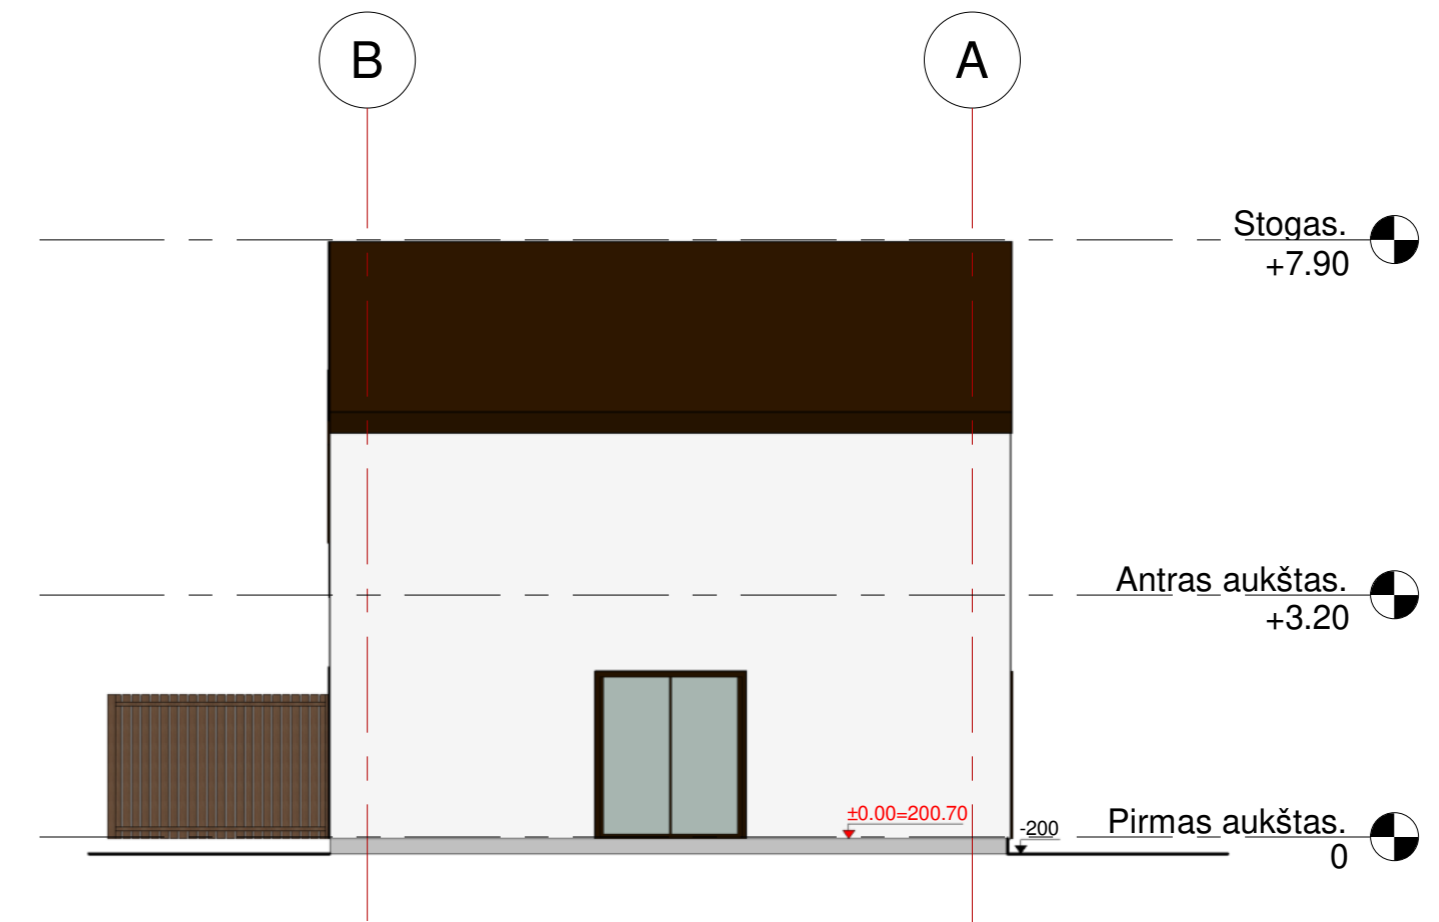 B
A
Stogas.
+7.90
Antras aukštas.
+3.20
±0.00=200.70
-200
Pirmas aukštas.
0